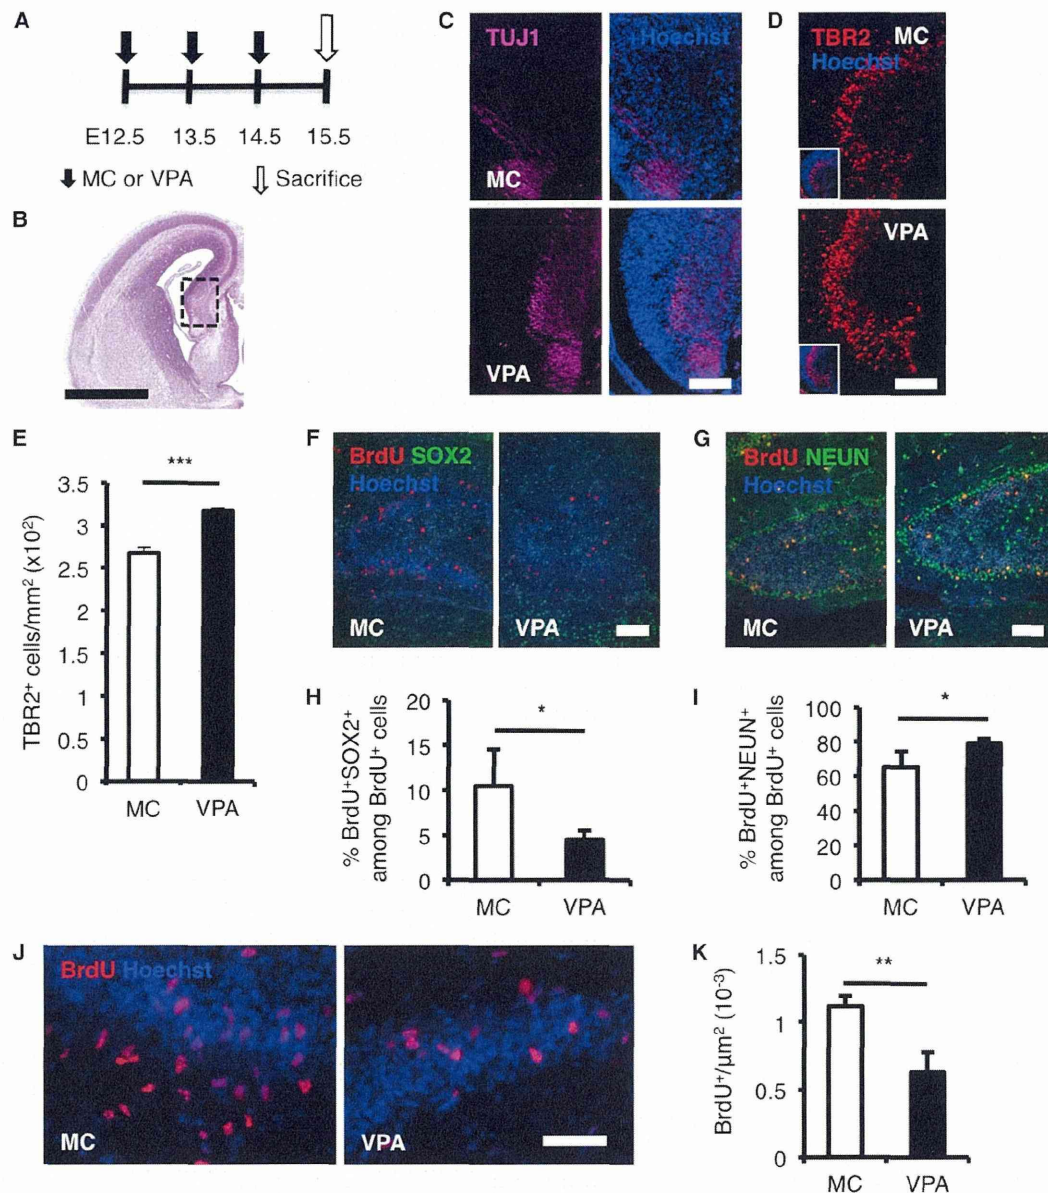 A
E12.5 13.5 14.5 15.5
MC or VPA Sacrifice
B
C
TUJ1
+Hoechst
MC
VPA
D
TBR2 MC
Hoechst
VPA
E
***
TBR2⁺ cells/mm² (x10²)
3.5
3
2.5
2
1.5
1
0.5
0
MC VPA
F
BrdU SOX2
Hoechst
MC VPA
G
BrdU NEUN
Hoechst
MC VPA
H
*
% BrdU⁺SOX2⁺
among BrdU⁺ cells
20
15
10
5
0
MC VPA
I
*
% BrdU⁺NEUN⁺
among BrdU⁺ cells
100
80
60
40
20
0
MC VPA
J
BrdU Hoechst
MC VPA
K
**
BrdU⁺/μm² (10⁻³)
1.5
1
0.5
0
MC VPA